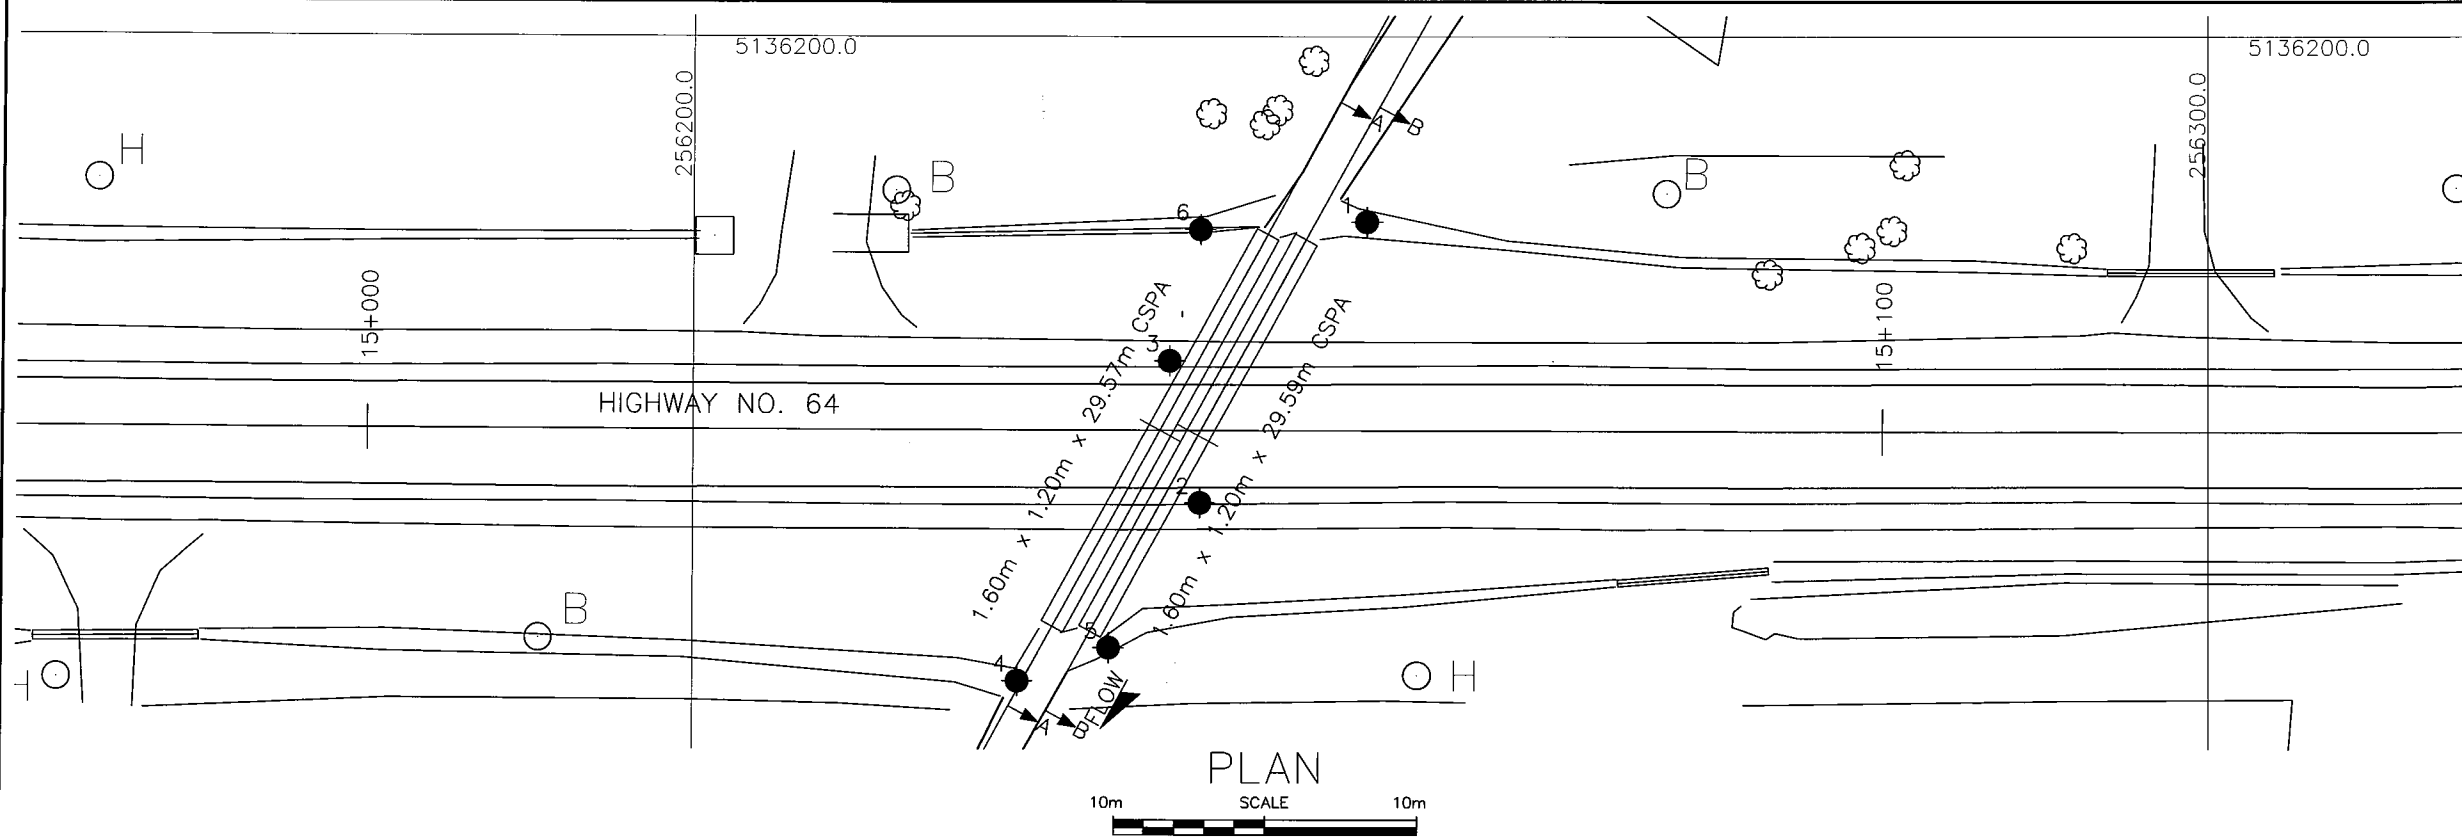 5136200.0
5136200.0
256200.0
256300.0
A
B
H
B
B
6
1
15+000
15+100
3
1.60m x 1.20m x 29.57m CSPA
1.60m x 1.20m x 29.59m CSPA
HIGHWAY NO. 64
2
B
5
4
H
H
A
B
FLOW
PLAN
10m
SCALE
10m